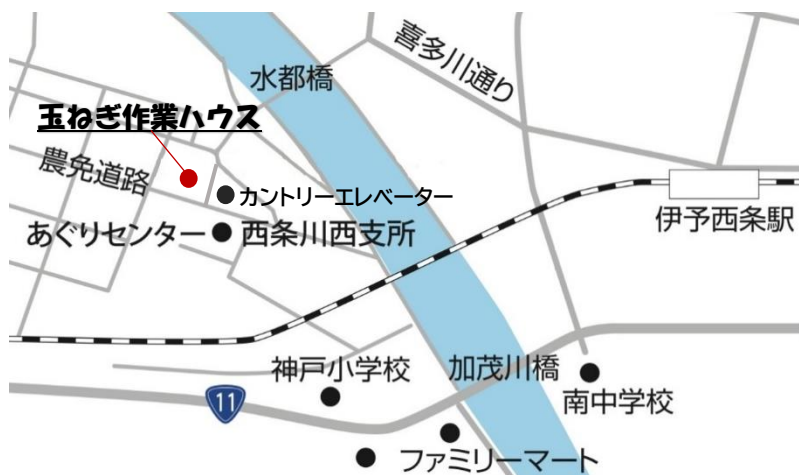 喜多川通り
水都橋
玉ねぎ作業ハウス
農免道路
カントリーエレベーター
あぐりセンター
西条川西支所
伊予西条駅
神戸小学校
加茂川橋
南中学校
11
ファミリーマート